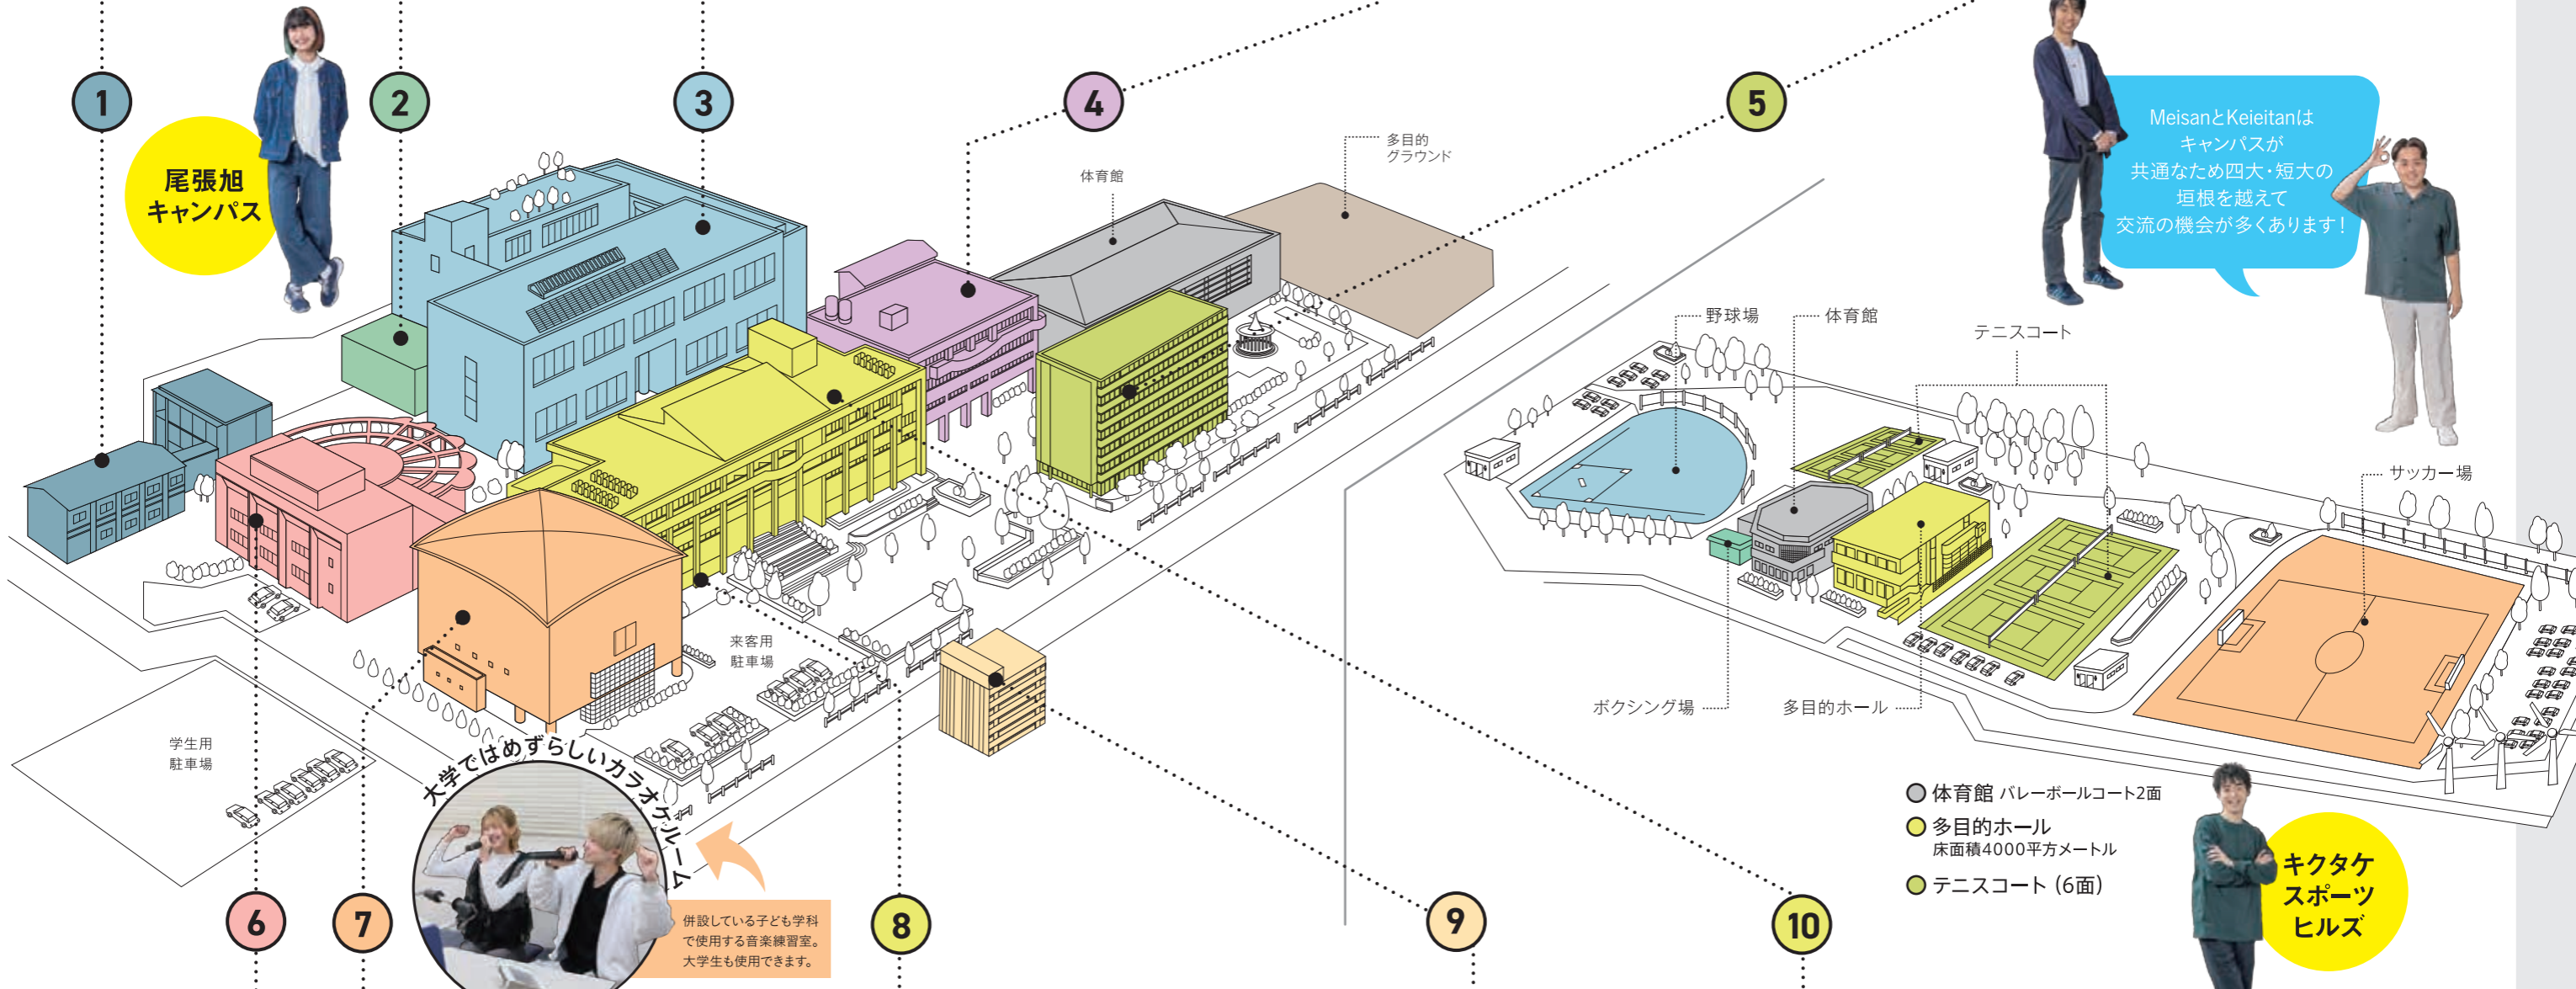 1
2
3
4
5
尾張旭
キャンパス
体育館
多目的
グラウンド
MeisanとKeieitanは
キャンパスが
共通なため四大・短大の
垣根を越えて
交流の機会が多くあります!
野球場
体育館
テニスコート
サッカー場
ボクシング場
多目的ホール
来客用
駐車場
学生用
駐車場
大学ではめずらしいカラオケルーム
併設している子ども学科
で使用する音楽練習室。
大学生も使用できます。
体育館 バレーボールコート2面
多目的ホール
床面積4000平方メートル
テニスコート (6面)
キクタケ
スポーツ
ヒルズ
6
7
8
9
10